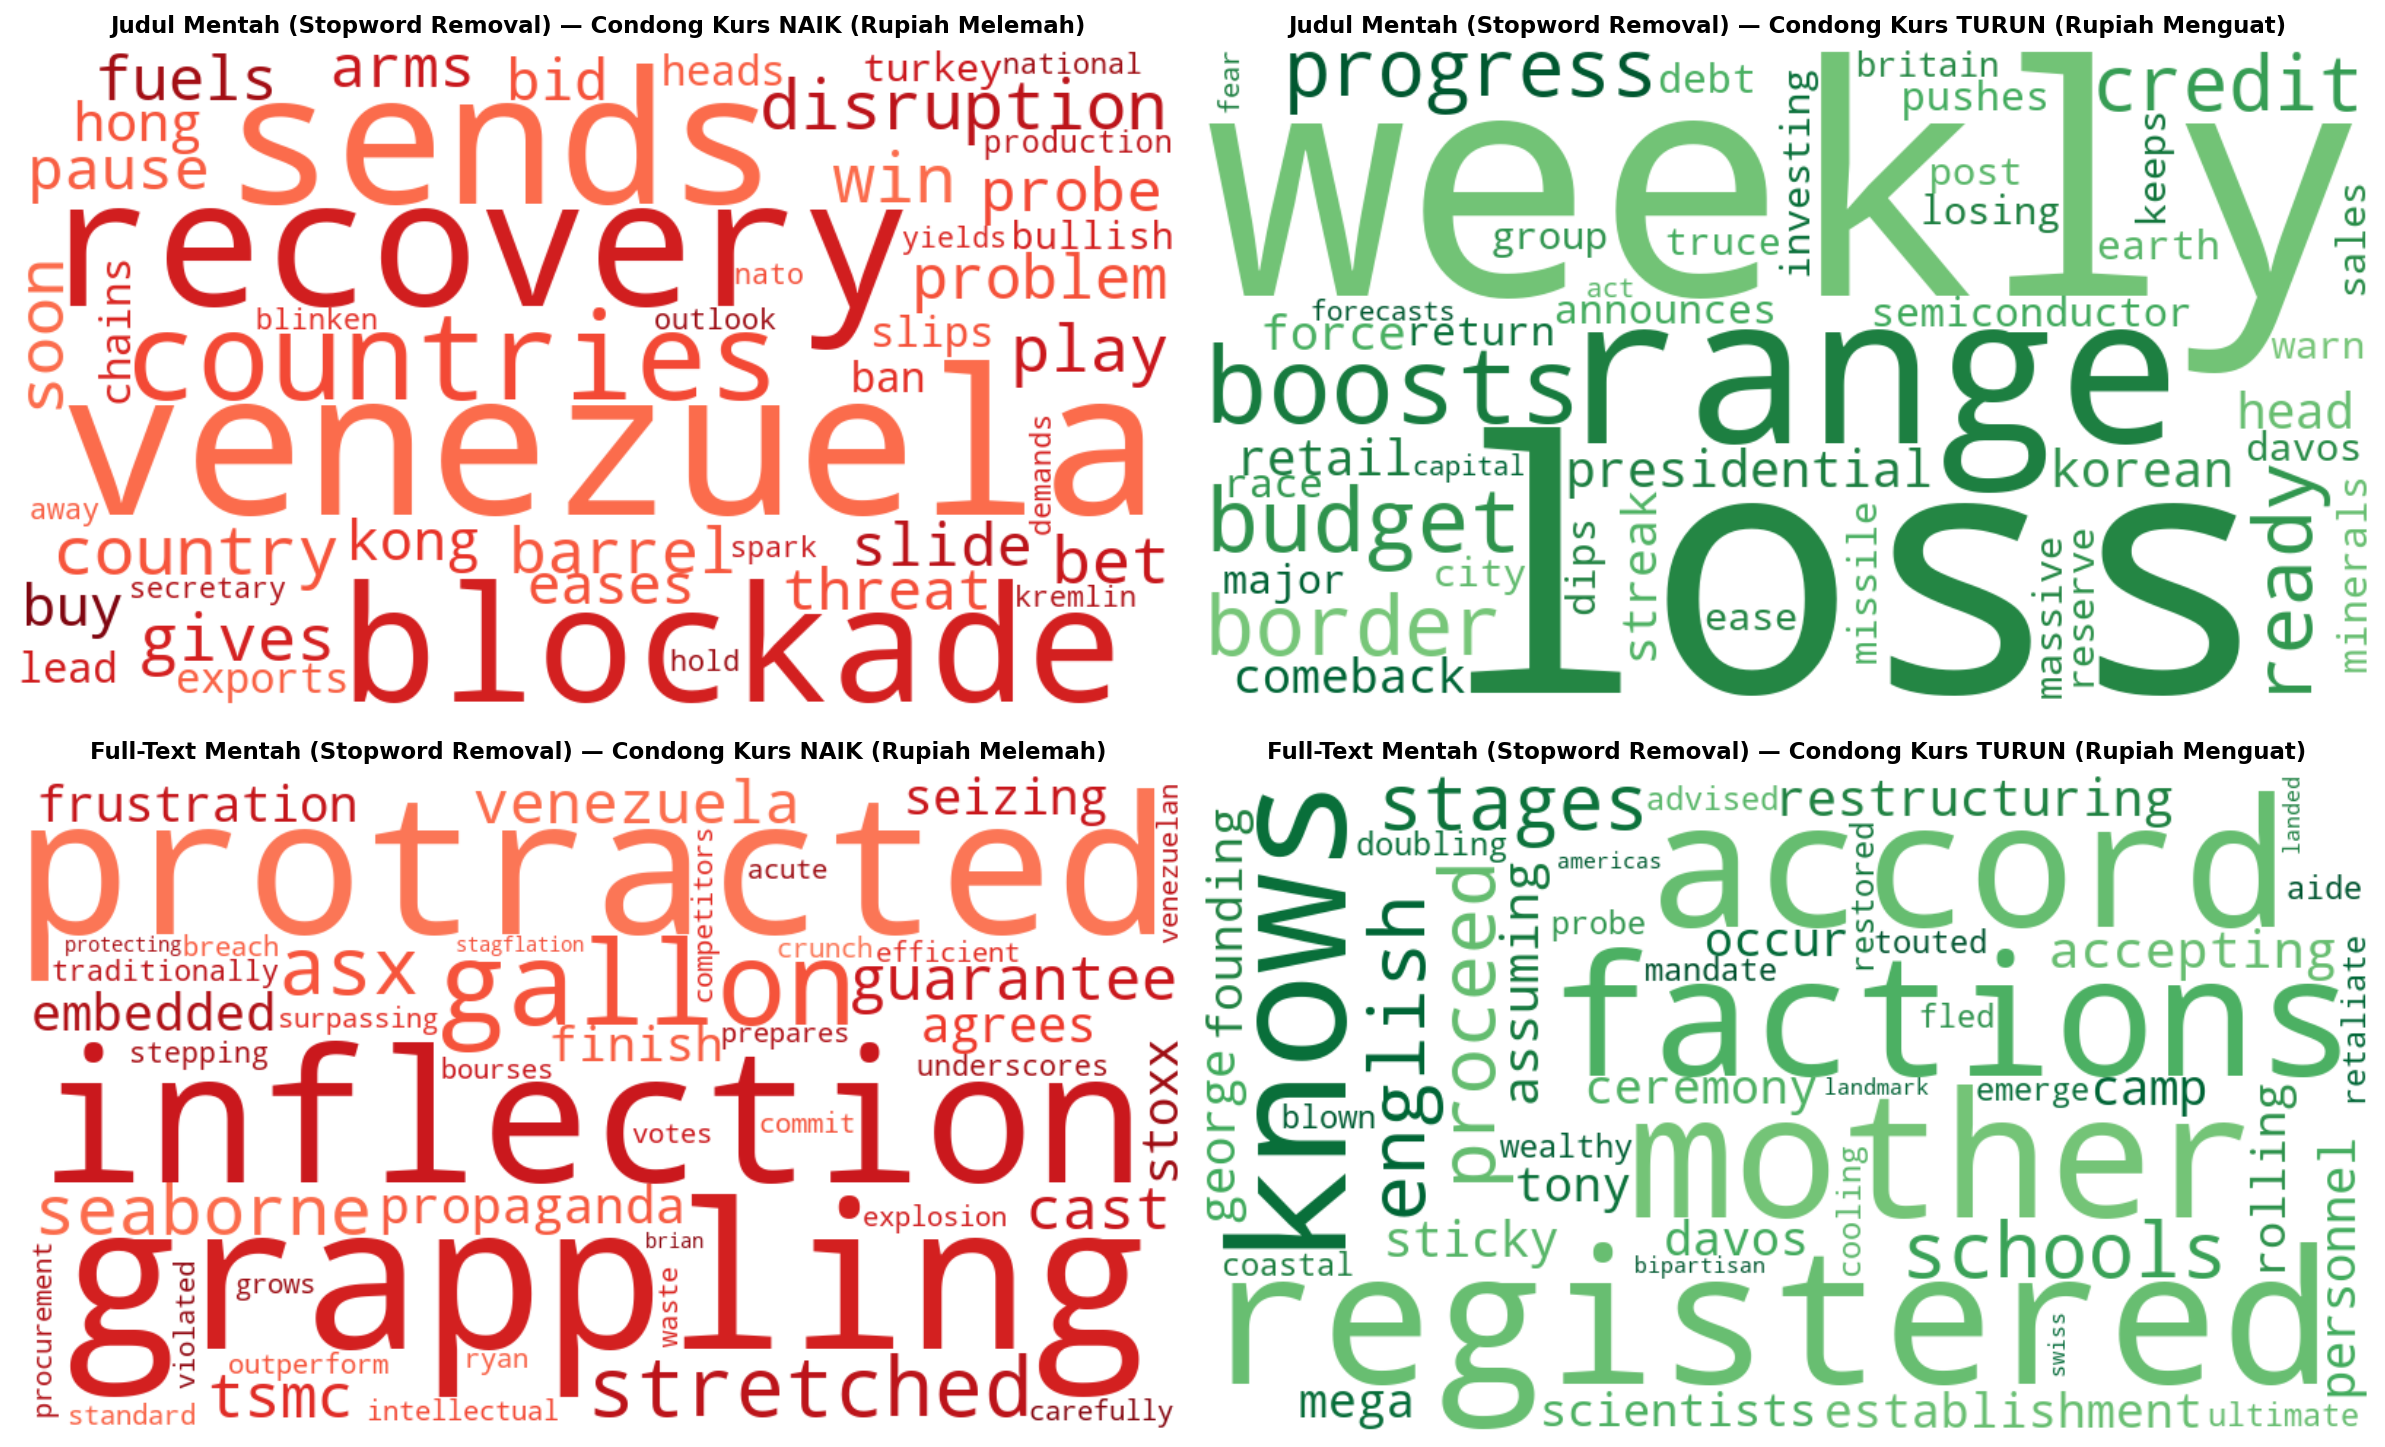 Judul Mentah (Stopword Removal) — Condong Kurs NAIK (Rupiah Melemah)
fuels
arms
bid
heads
turkey
national
hong
sends
disruption
production
pause
win
probe
recovery
yields
bullish
nato
problem
soon
chains
blinken
outlook
countries
slips
play
ban
venezuela
demands
away
country
kong
barrel
spark
slide
bet
buy
secretary
eases
threat
kremlin
gives
blockade
hold
lead
exports
Judul Mentah (Stopword Removal) — Condong Kurs TURUN (Rupiah Menguat)
fear
progress
debt
investing
britain
pushes
credit
weekly
keeps
post
losing
group
truce
earth
sales
act
forecasts
announces
semiconductor
force
return
warn
boosts
range
head
retail
capital
presidential
korean
davos
race
budget
loss
ready
minerals
major
city
dips
streak
missile
massive
reserve
ease
border
comeback
Full-Text Mentah (Stopword Removal) — Condong Kurs NAIK (Rupiah Melemah)
frustration
venezuela
seizing
venezuelan
protracted
competitors
acute
protecting
breach
stagflation
crunch
efficient
traditionally
asx
gallon
guarantee
embedded
surpassing
finish
prepares
agrees
stepping
bourses
underscores
inflection
votes
commit
stoxx
seaborne
propaganda
explosion
cast
procurement
violated
grappling
brian
grows
waste
outperform
ryan
stretched
tsmc
standard
intellectual
carefully
Full-Text Mentah (Stopword Removal) — Condong Kurs TURUN (Rupiah Menguat)
founding
knows
stages
advised
restructuring
landed
doubling
americas
accord
aide
english
proceed
assuming
probe
occur
restored
touted
accepting
mandate
factions
fled
retaliate
george
blown
ceremony
landmark
emerge
camp
wealthy
tony
mother
rolling
personnel
sticky
davos
cooling
schools
coastal
bipartisan
registered
swiss
mega
scientists
establishment
ultimate